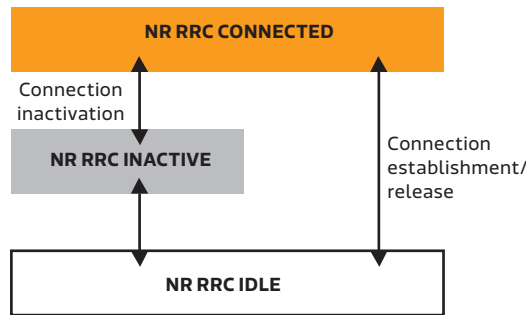 NR RRC CONNECTED
Connection
inactivation
NR RRC INACTIVE
Connection
establishment/
release
NR RRC IDLE